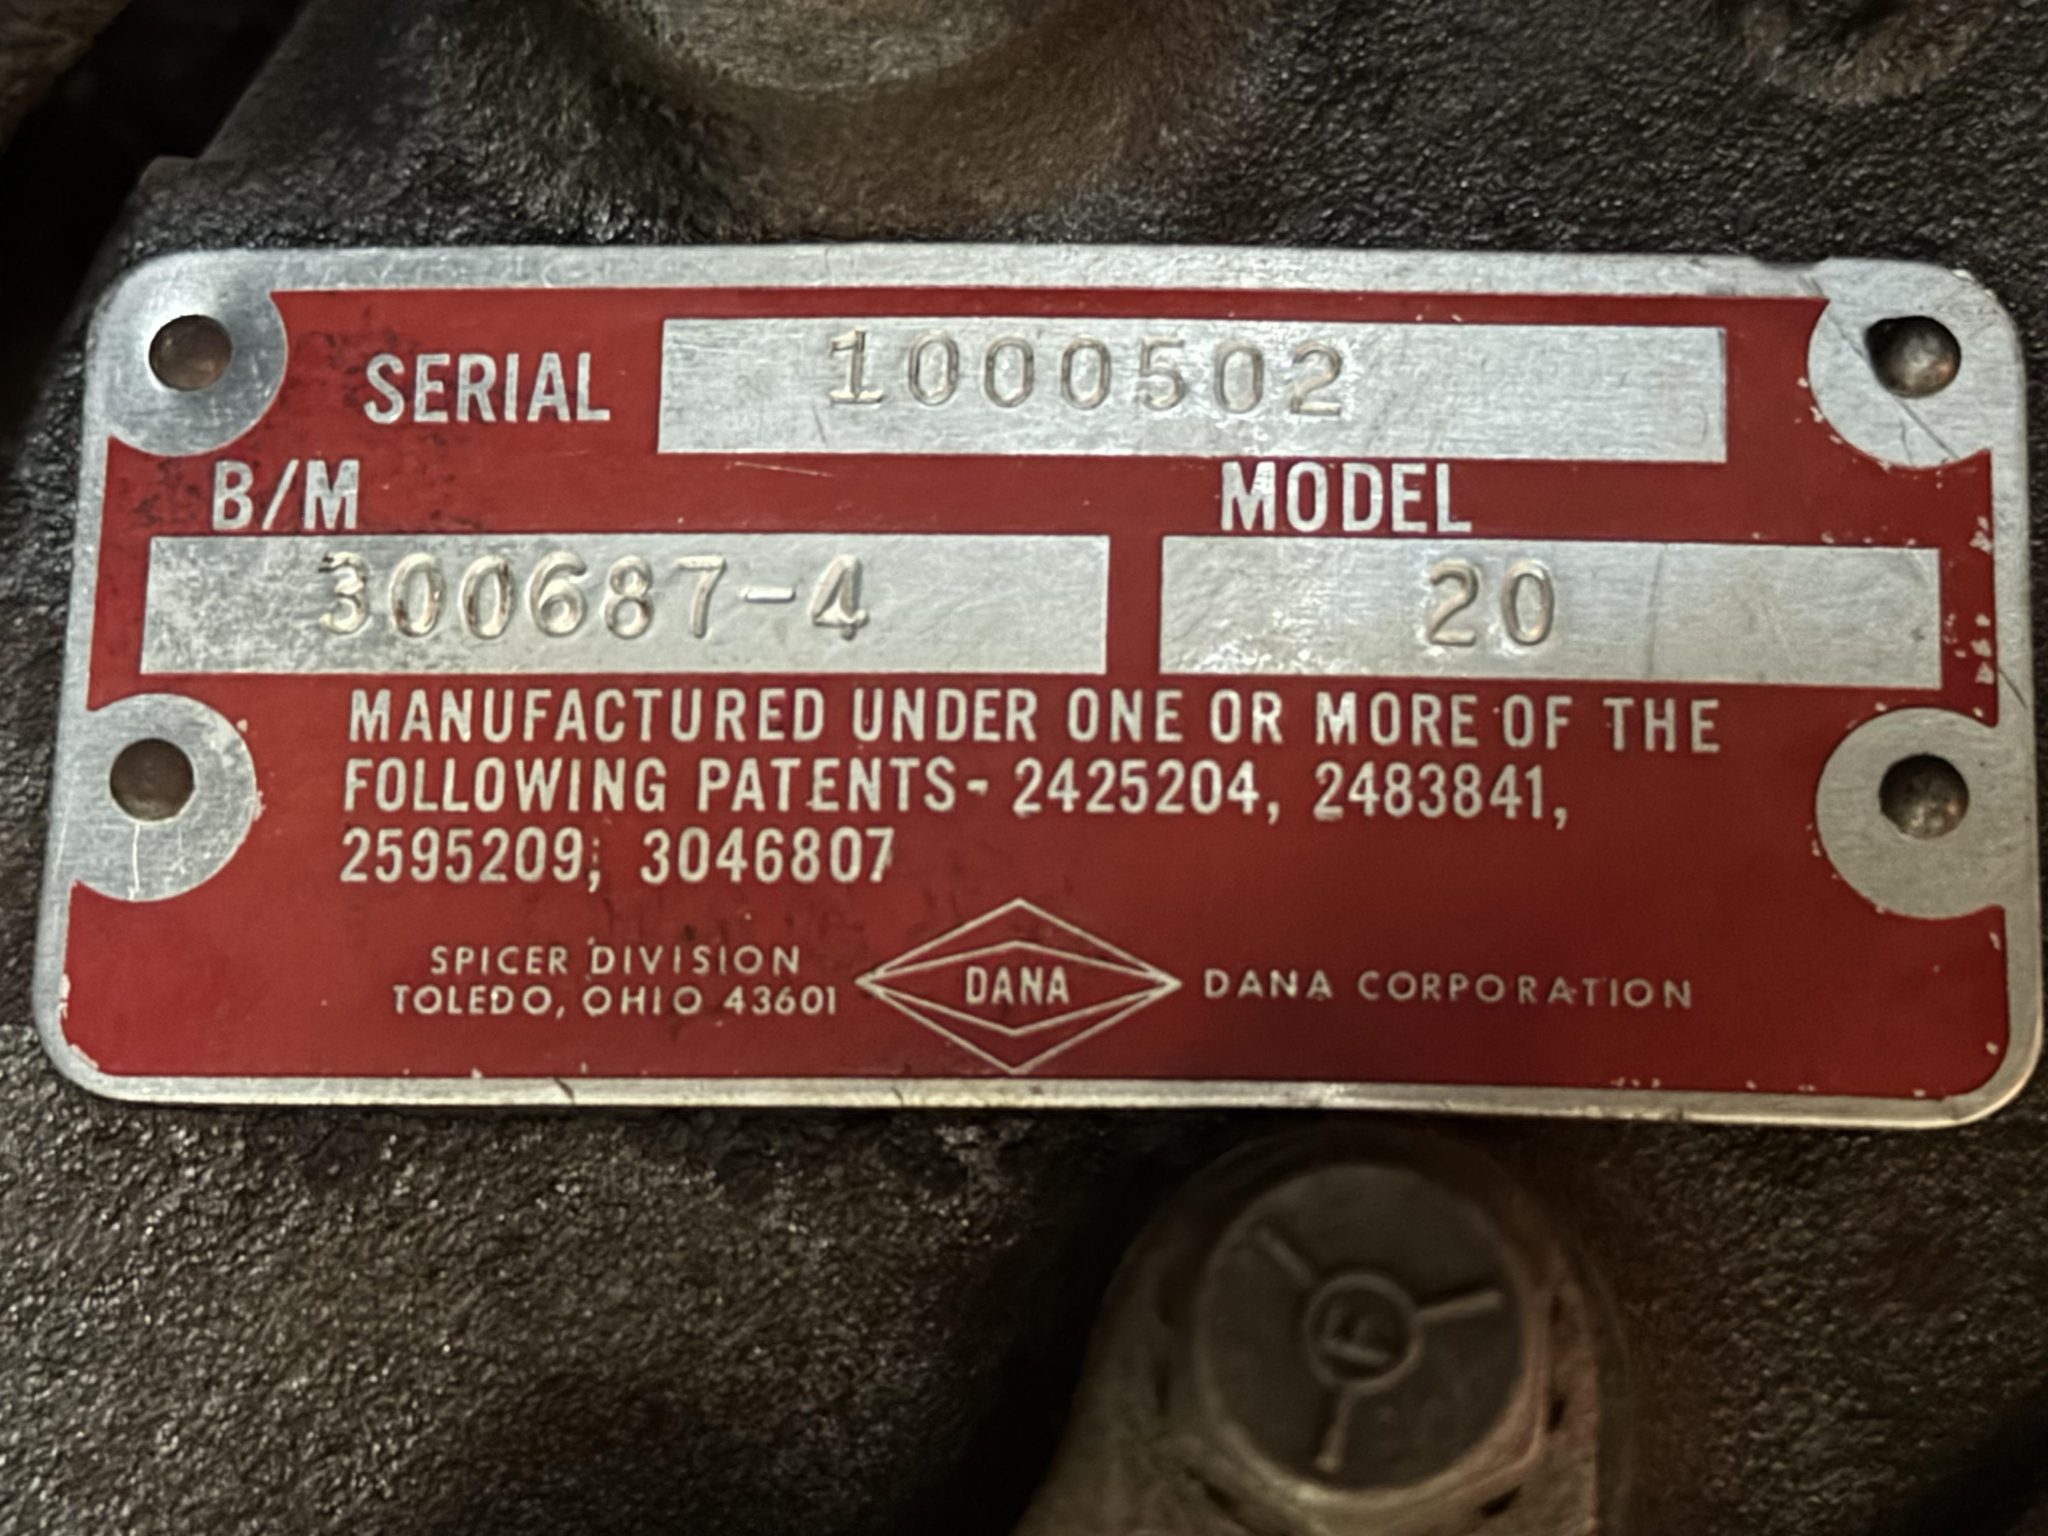 SERIAL 1000502
B/M MODEL
300687-4 20
MANUFACTURED UNDER ONE OR MORE OF THE
FOLLOWING PATENTS- 2425204, 2483841,
2595209; 3046807
SPICER DIVISION
TOLEDO, OHIO 43601
DANA
DANA CORPORATION